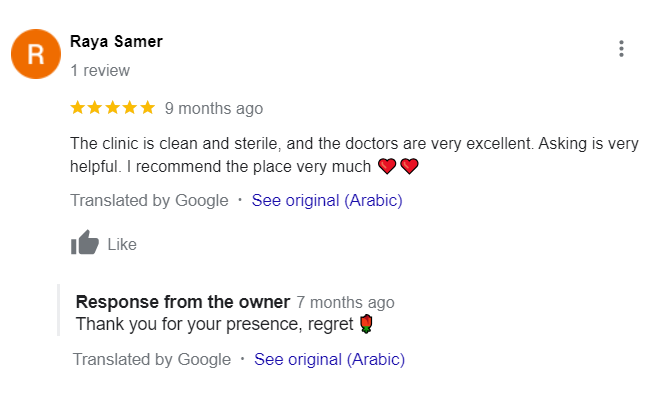 R
Raya Samer
1 review
9 months ago
The clinic is clean and sterile, and the doctors are very excellent. Asking is very
helpful. I recommend the place very much ❤️❤️
Translated by Google · See original (Arabic)
Like
Response from the owner 7 months ago
Thank you for your presence, regret 🌹
Translated by Google · See original (Arabic)